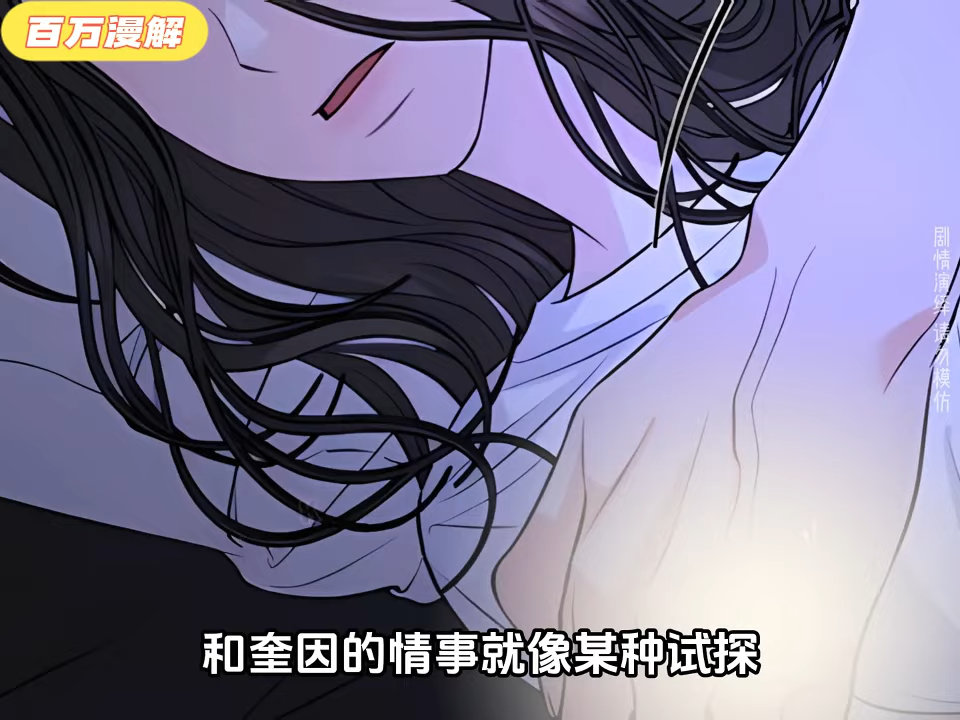 百万漫解
剧情演绎 请勿模仿
和奎因的情事就像某种试探